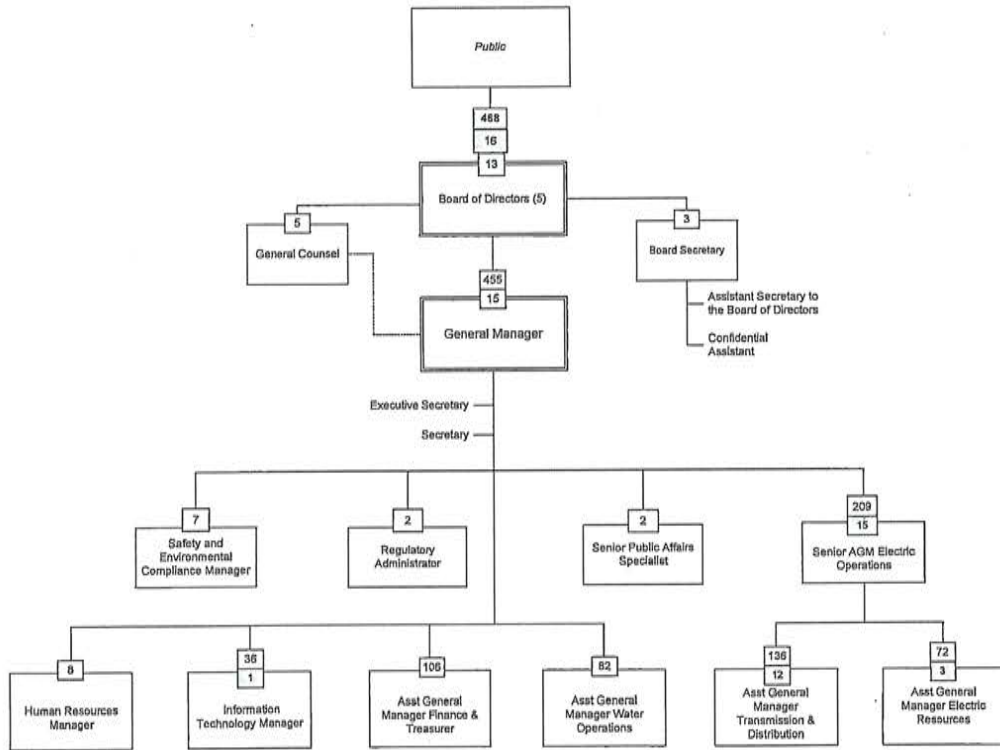 Public
468
16
13
Board of Directors (5)
5
General Counsel
3
Board Secretary
Assistant Secretary to
the Board of Directors
Confidential
Assistant
455
15
General Manager
Executive Secretary
Secretary
7
Safety and
Environmental
Compliance Manager
2
Regulatory
Administrator
2
Senior Public Affairs
Specialist
209
15
Senior AGM Electric
Operations
8
Human Resources
Manager
36
1
Information
Technology Manager
106
Asst General
Manager Finance &
Treasurer
82
Asst General
Manager Water
Operations
136
12
Asst General
Manager
Transmission &
Distribution
72
3
Asst General
Manager Electric
Resources